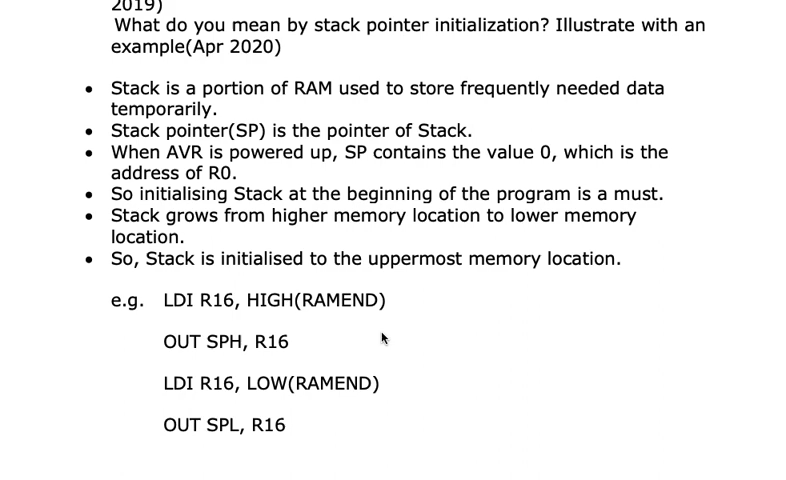 2019)
What do you mean by stack pointer initialization? Illustrate with an
example(Apr 2020)
• Stack is a portion of RAM used to store frequently needed data
temporarily.
• Stack pointer(SP) is the pointer of Stack.
• When AVR is powered up, SP contains the value 0, which is the
address of R0.
• So initialising Stack at the beginning of the program is a must.
• Stack grows from higher memory location to lower memory
location.
• So, Stack is initialised to the uppermost memory location.
e.g. LDI R16, HIGH(RAMEND)
OUT SPH, R16
LDI R16, LOW(RAMEND)
OUT SPL, R16